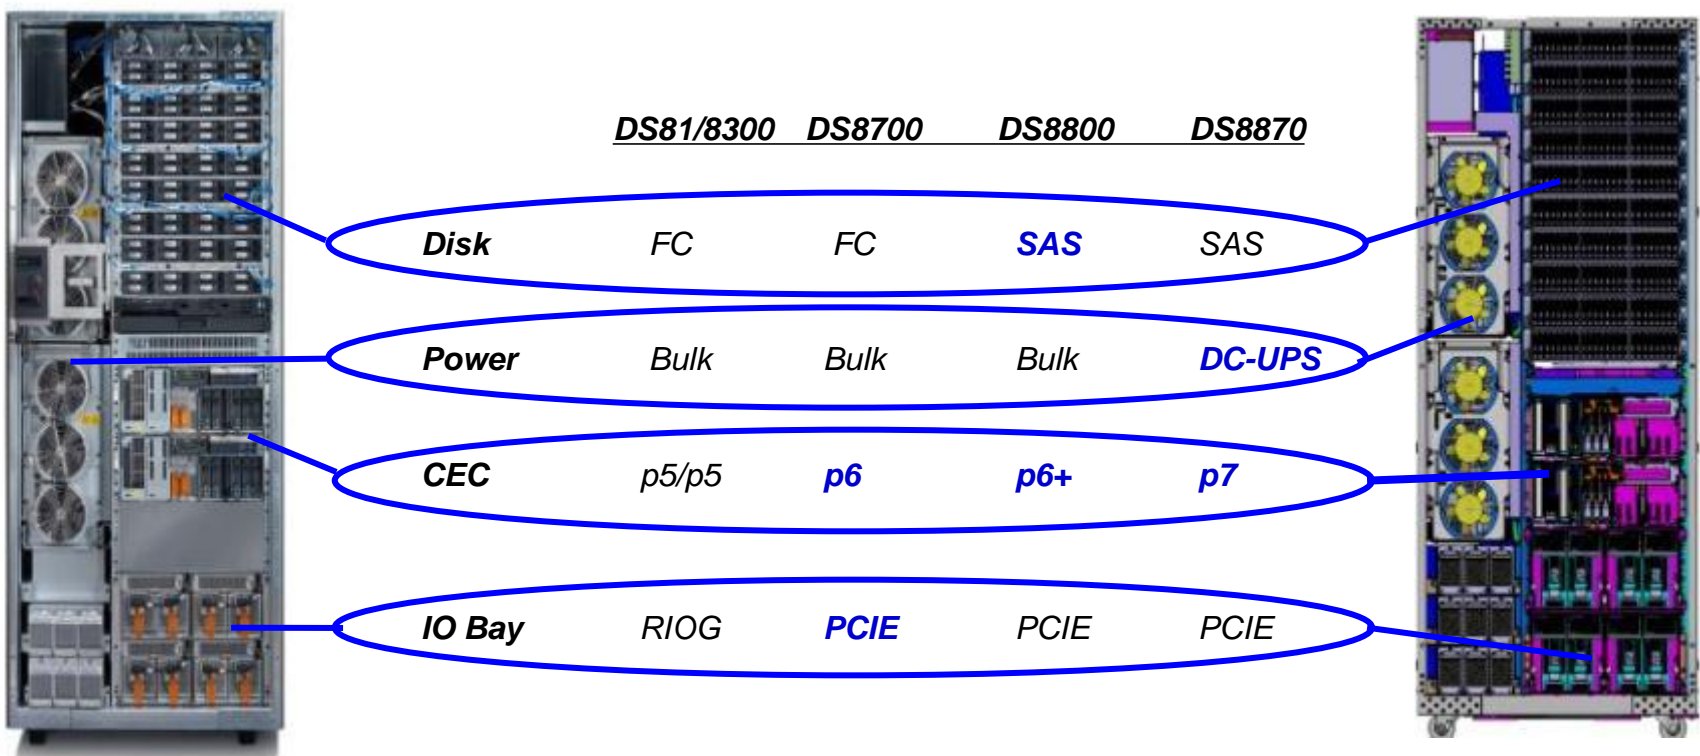 DS81/8300 DS8700 DS8800 DS8870
Disk FC FC SAS SAS
Power Bulk Bulk Bulk DC-UPS
CEC p5/p5 p6 p6+ p7
IO Bay RIOG PCIE PCIE PCIE